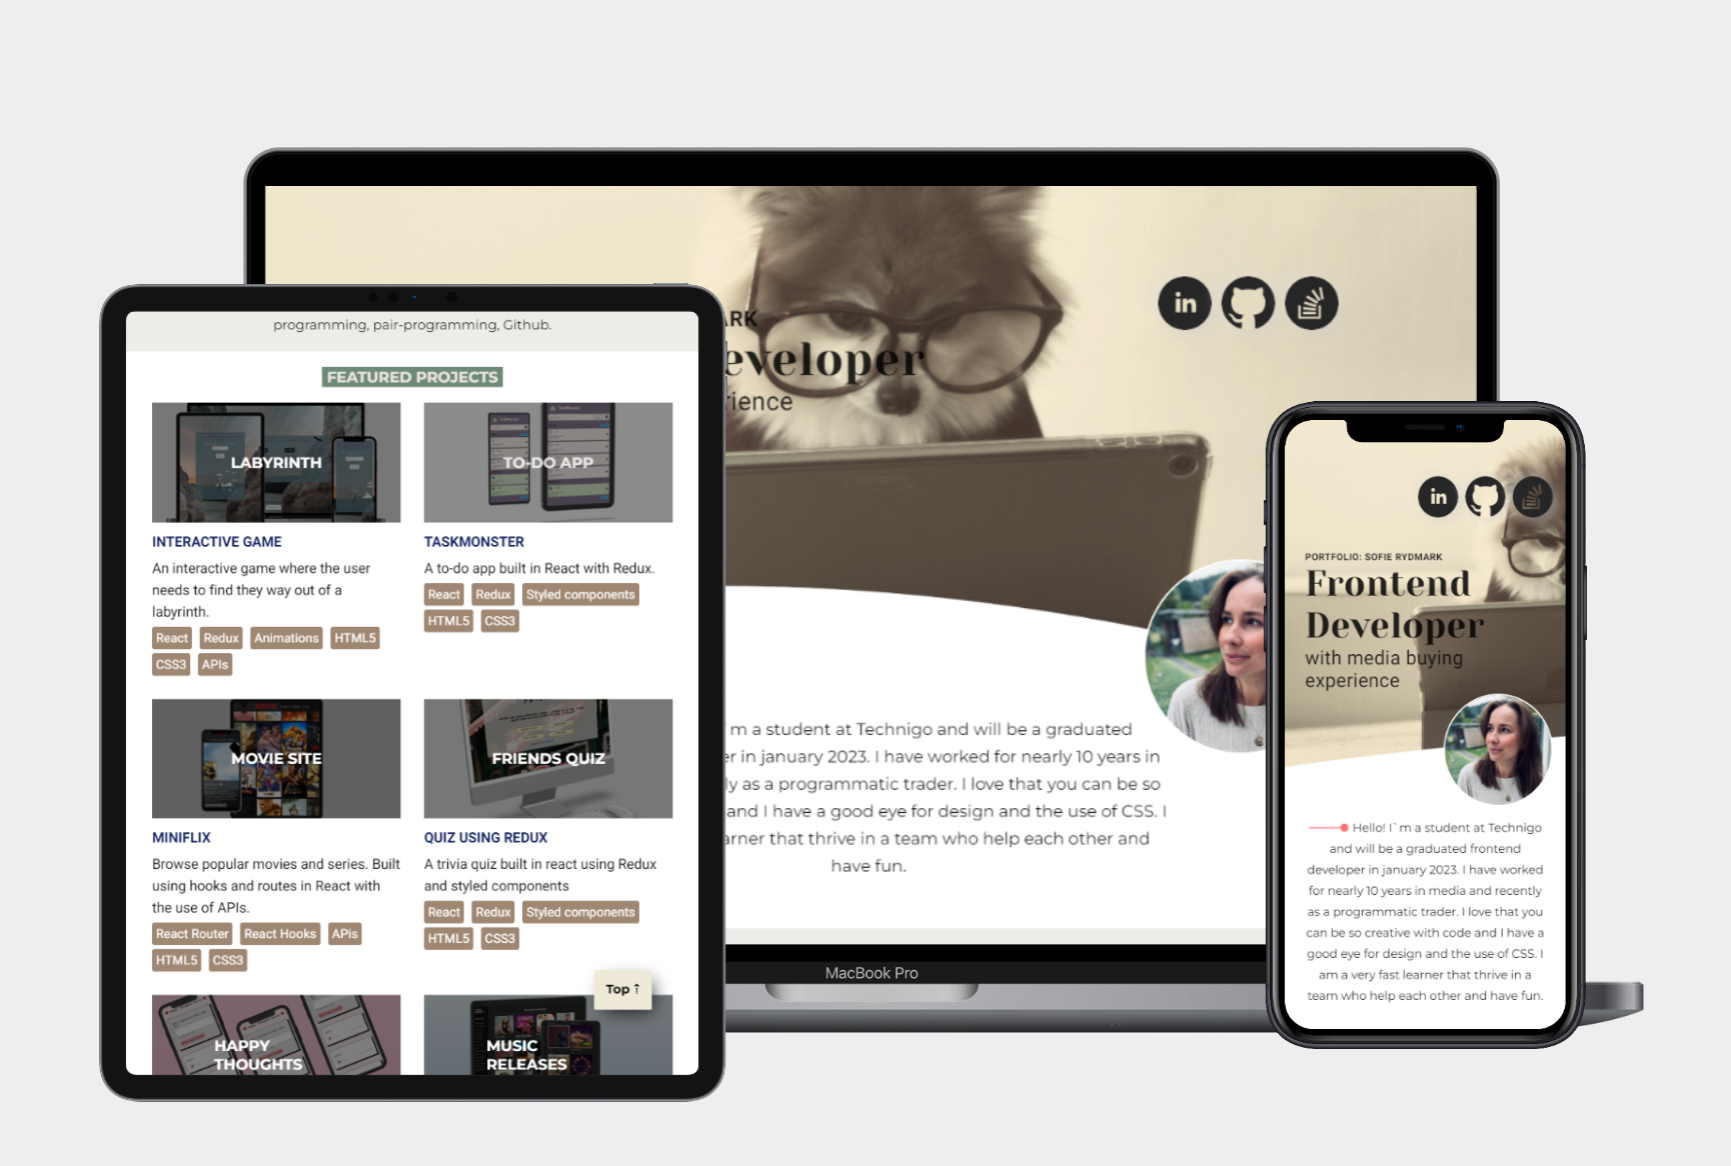 programming, pair-programming, Github.
FEATURED PROJECTS
LABYRINTH
INTERACTIVE GAME
An interactive game where the user
needs to find they way out of a
labyrinth.
React Redux Animations HTML5
CSS3 APIs
TO-DO APP
TASKMONSTER
A to-do app built in React with Redux.
React Redux Styled components
HTML5 CSS3
MOVIE SITE
MINIFLIX
Browse popular movies and series. Built
using hooks and routes in React with
the use of APIs.
React Router React Hooks APis
HTML5 CSS3
FRIENDS QUIZ
QUIZ USING REDUX
A trivia quiz built in react using Redux
and styled components
React Redux Styled components
HTML5 CSS3
Top ⇡
HAPPY
THOUGHTS
MUSIC
RELEASES
ARK
eveloper
rience
in
m a student at Technigo and will be a graduated
er in january 2023. I have worked for nearly 10 years in
ly as a programmatic trader. I love that you can be so
and I have a good eye for design and the use of CSS. I
arner that thrive in a team who help each other and
have fun.
MacBook Pro
in
PORTFOLIO: SOFIE RYDMARK
Frontend
Developer
with media buying
experience
Hello! I`m a student at Technigo
and will be a graduated frontend
developer in january 2023. I have worked
for nearly 10 years in media and recently
as a programmatic trader. I love that you
can be so creative with code and I have a
good eye for design and the use of CSS. I
am a very fast learner that thrive in a
team who help each other and have fun.